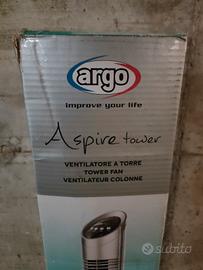 argo
improve your life
Aspire tower
VENTILATORE A TORRE
TOWER FAN
VENTILATEUR COLONNE
subito